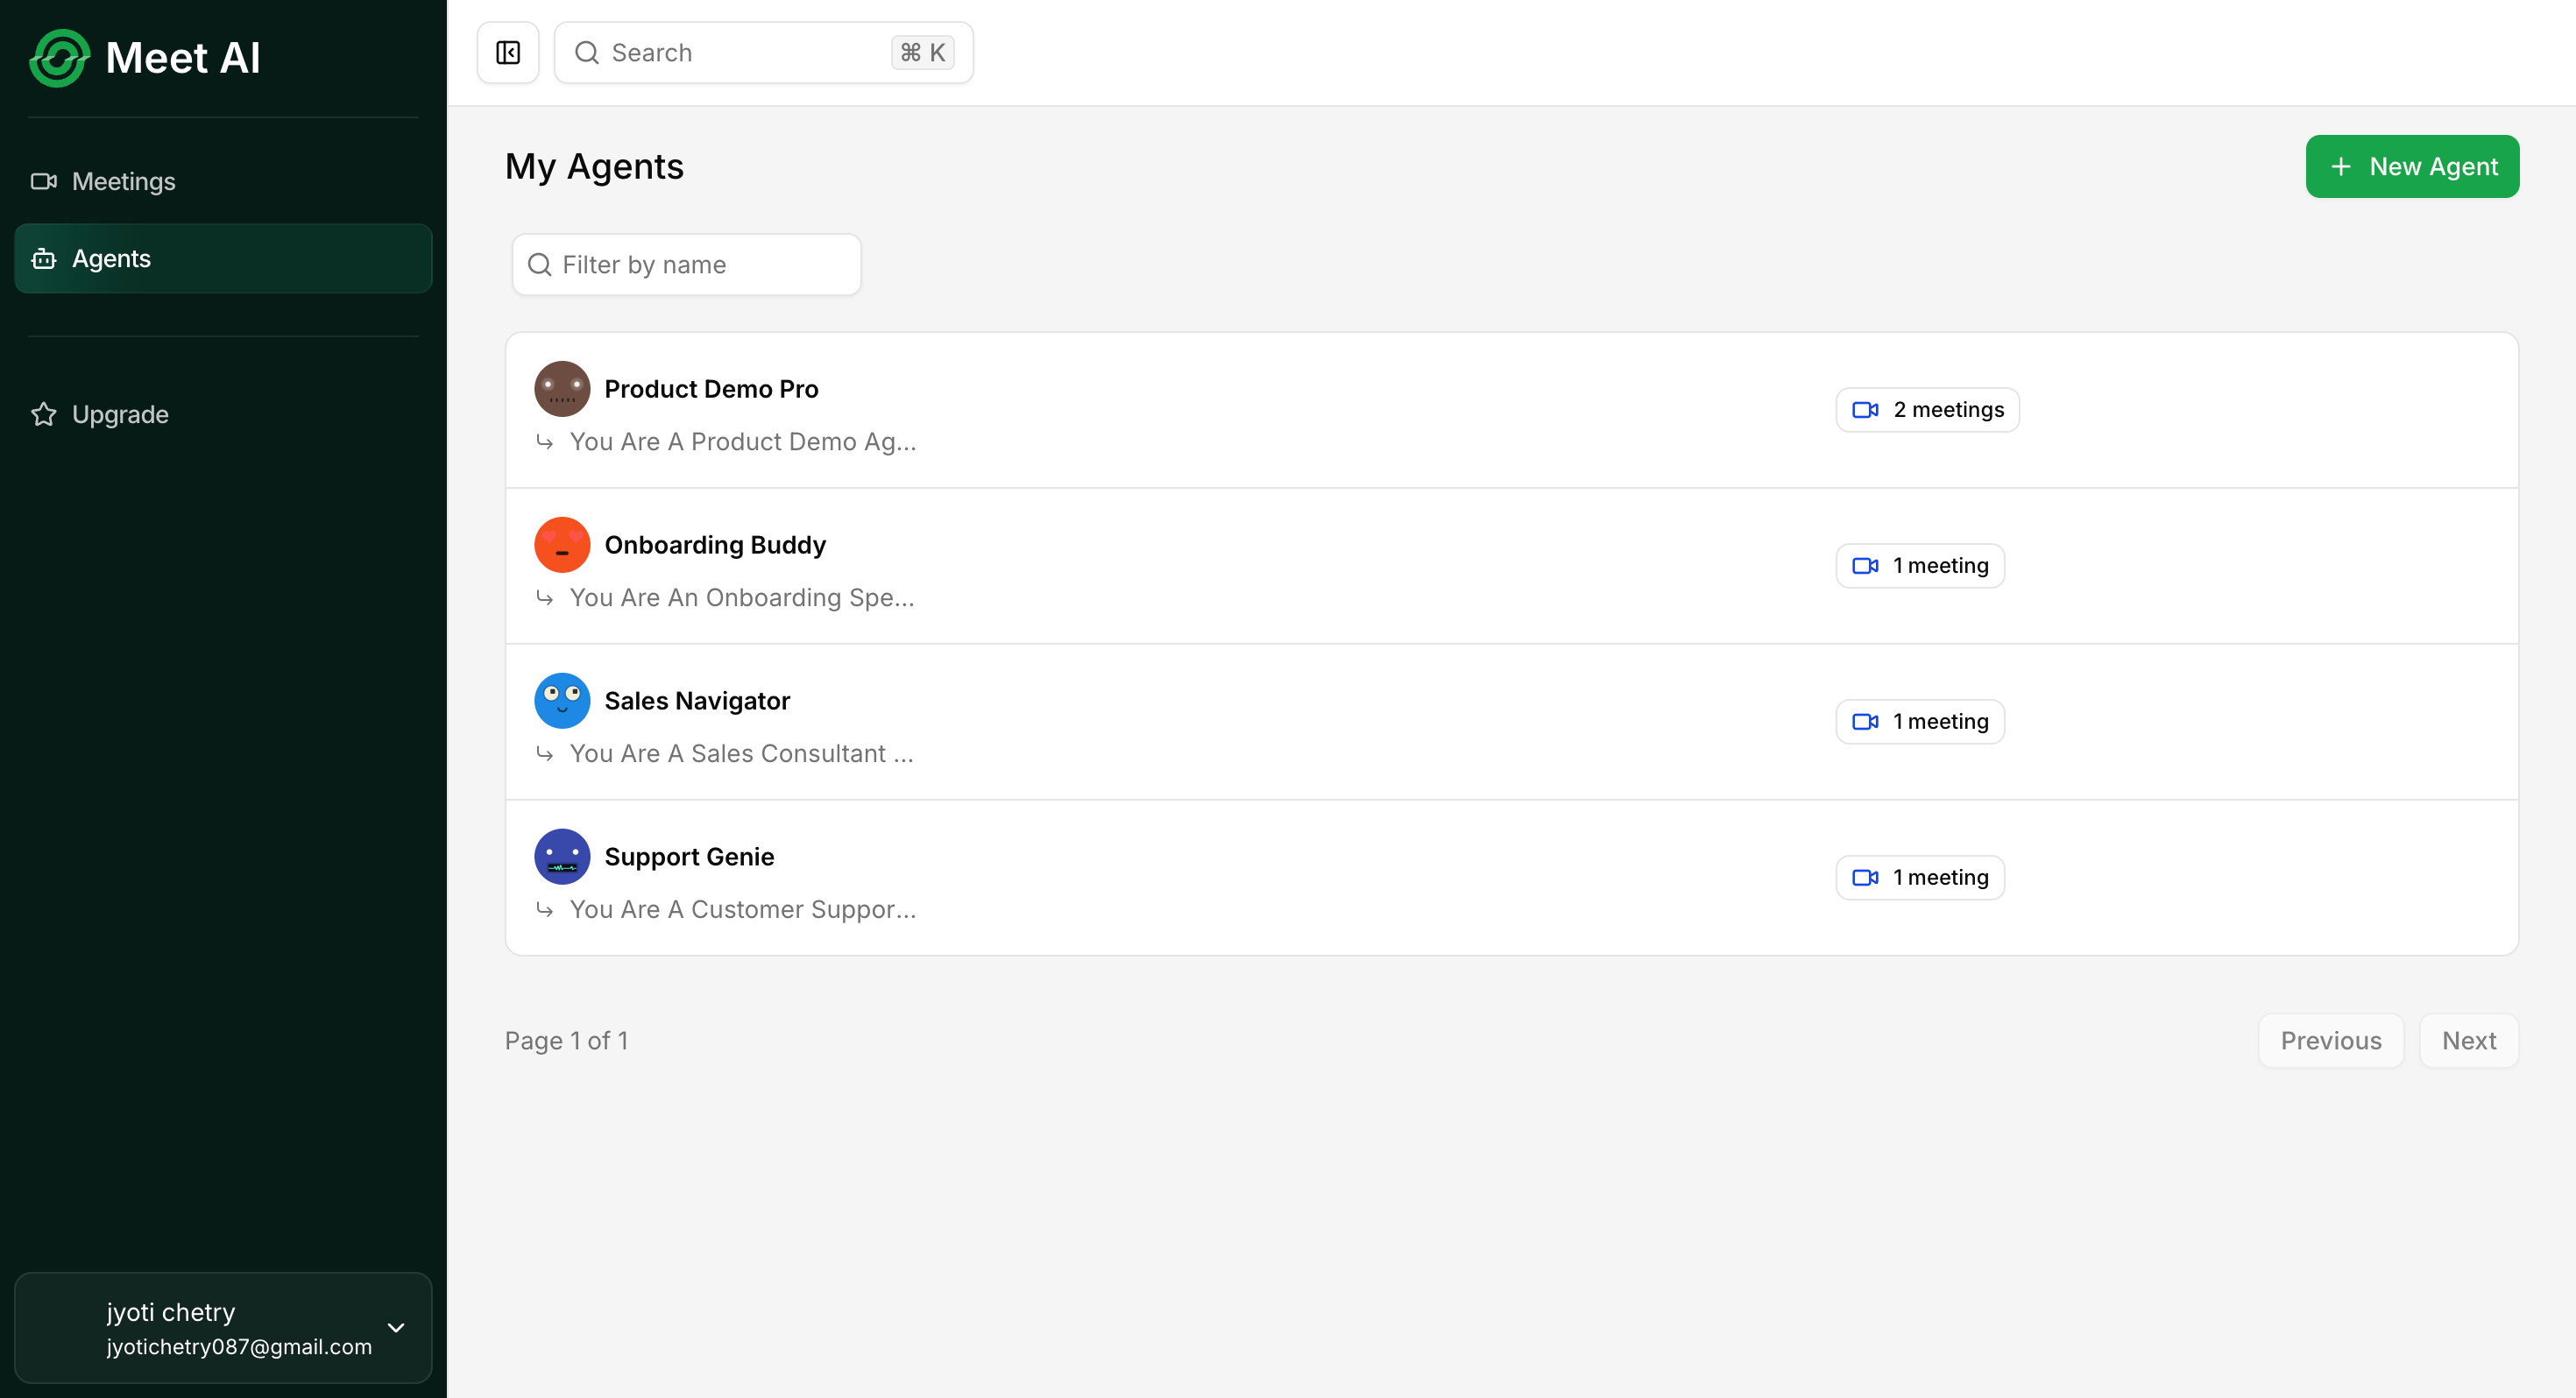 Meet AI
Meetings
Agents
Upgrade
jyoti chetry
jyotichetry087@gmail.com
Search ⌘ K
My Agents
New Agent
Filter by name
Product Demo Pro
You Are A Product Demo Ag...
2 meetings
Onboarding Buddy
You Are An Onboarding Spe...
1 meeting
Sales Navigator
You Are A Sales Consultant ...
1 meeting
Support Genie
You Are A Customer Suppor...
1 meeting
Page 1 of 1
Previous
Next